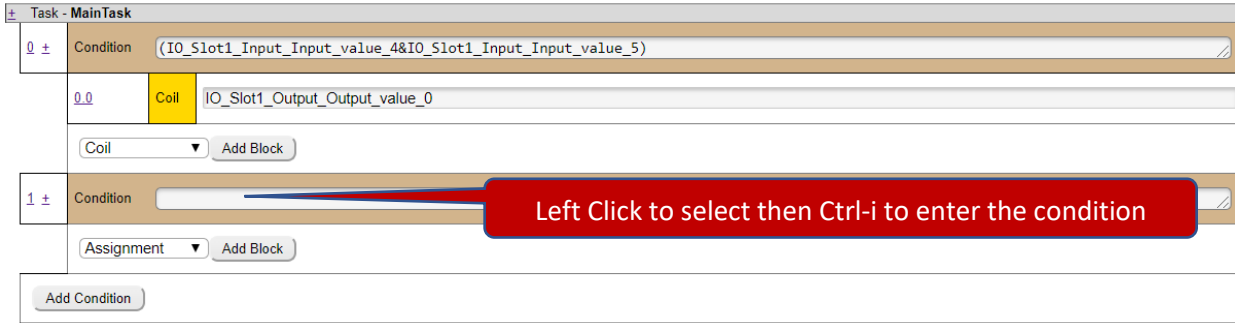 + Task - MainTask
0 + Condition (IO_Slot1_Input_Input_value_4&IO_Slot1_Input_Input_value_5)
0.0 Coil IO_Slot1_Output_Output_value_0
Coil ▼ Add Block
1 + Condition
Left Click to select then Ctrl-i to enter the condition
Assignment ▼ Add Block
Add Condition